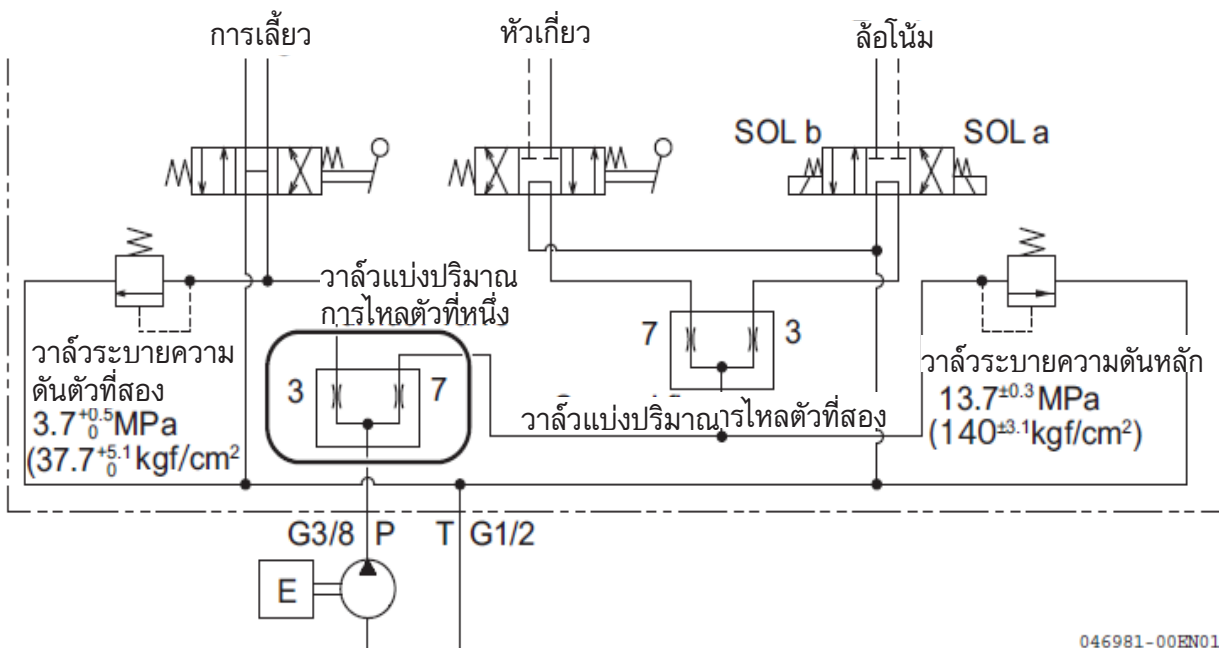 การเลี้ยว
หัวเกี่ยว
ล้อโน้ม
SOL b
SOL a
วาล์วแบ่งปริมาณ
การไหลตัวที่หนึ่ง
3
7
7
3
วาล์วระบายความ
ดันตัวที่สอง
3.7+0.5 0 MPa
(37.7+5.1 0 kgf/cm2
วาล์วแบ่งปริมาณ
ารไหลตัวที่สอง
วาล์วระบายความดันหลัก
13.7±0.3 MPa
(140±3.1kgf/cm2)
G3/8 P
T G1/2
E